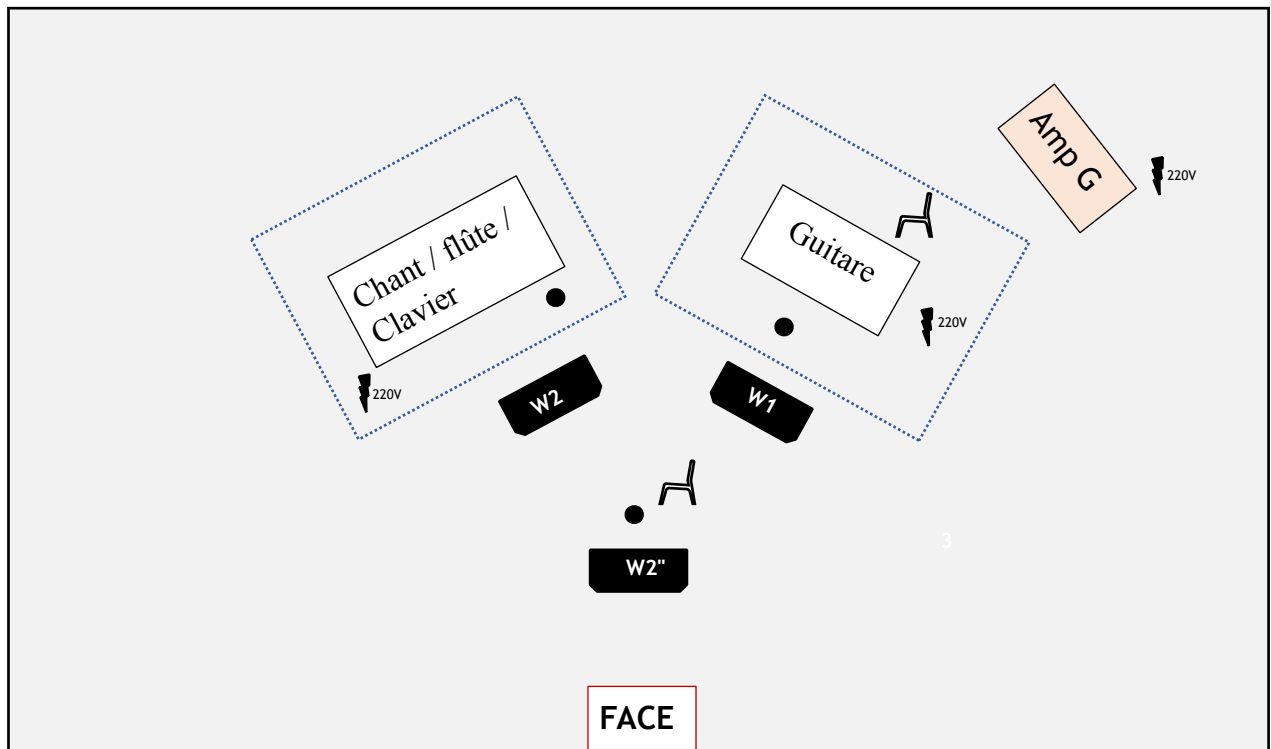 Amp G
220V
Chant / flûte /
Clavier
Guitare
220V
220V
W2
W1
3
W2"
FACE